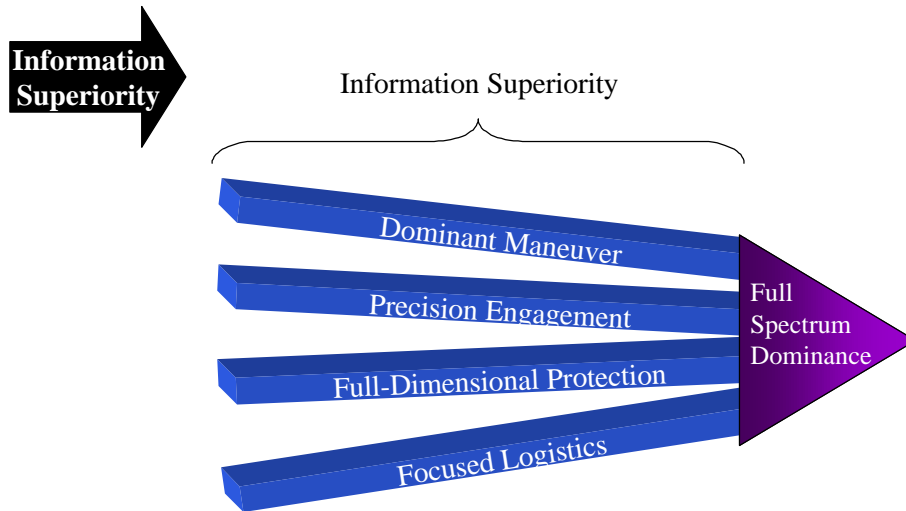 Information
Superiority
Information Superiority
Dominant Maneuver
Precision Engagement
Full-Dimensional Protection
Focused Logistics
Full
Spectrum
Dominance